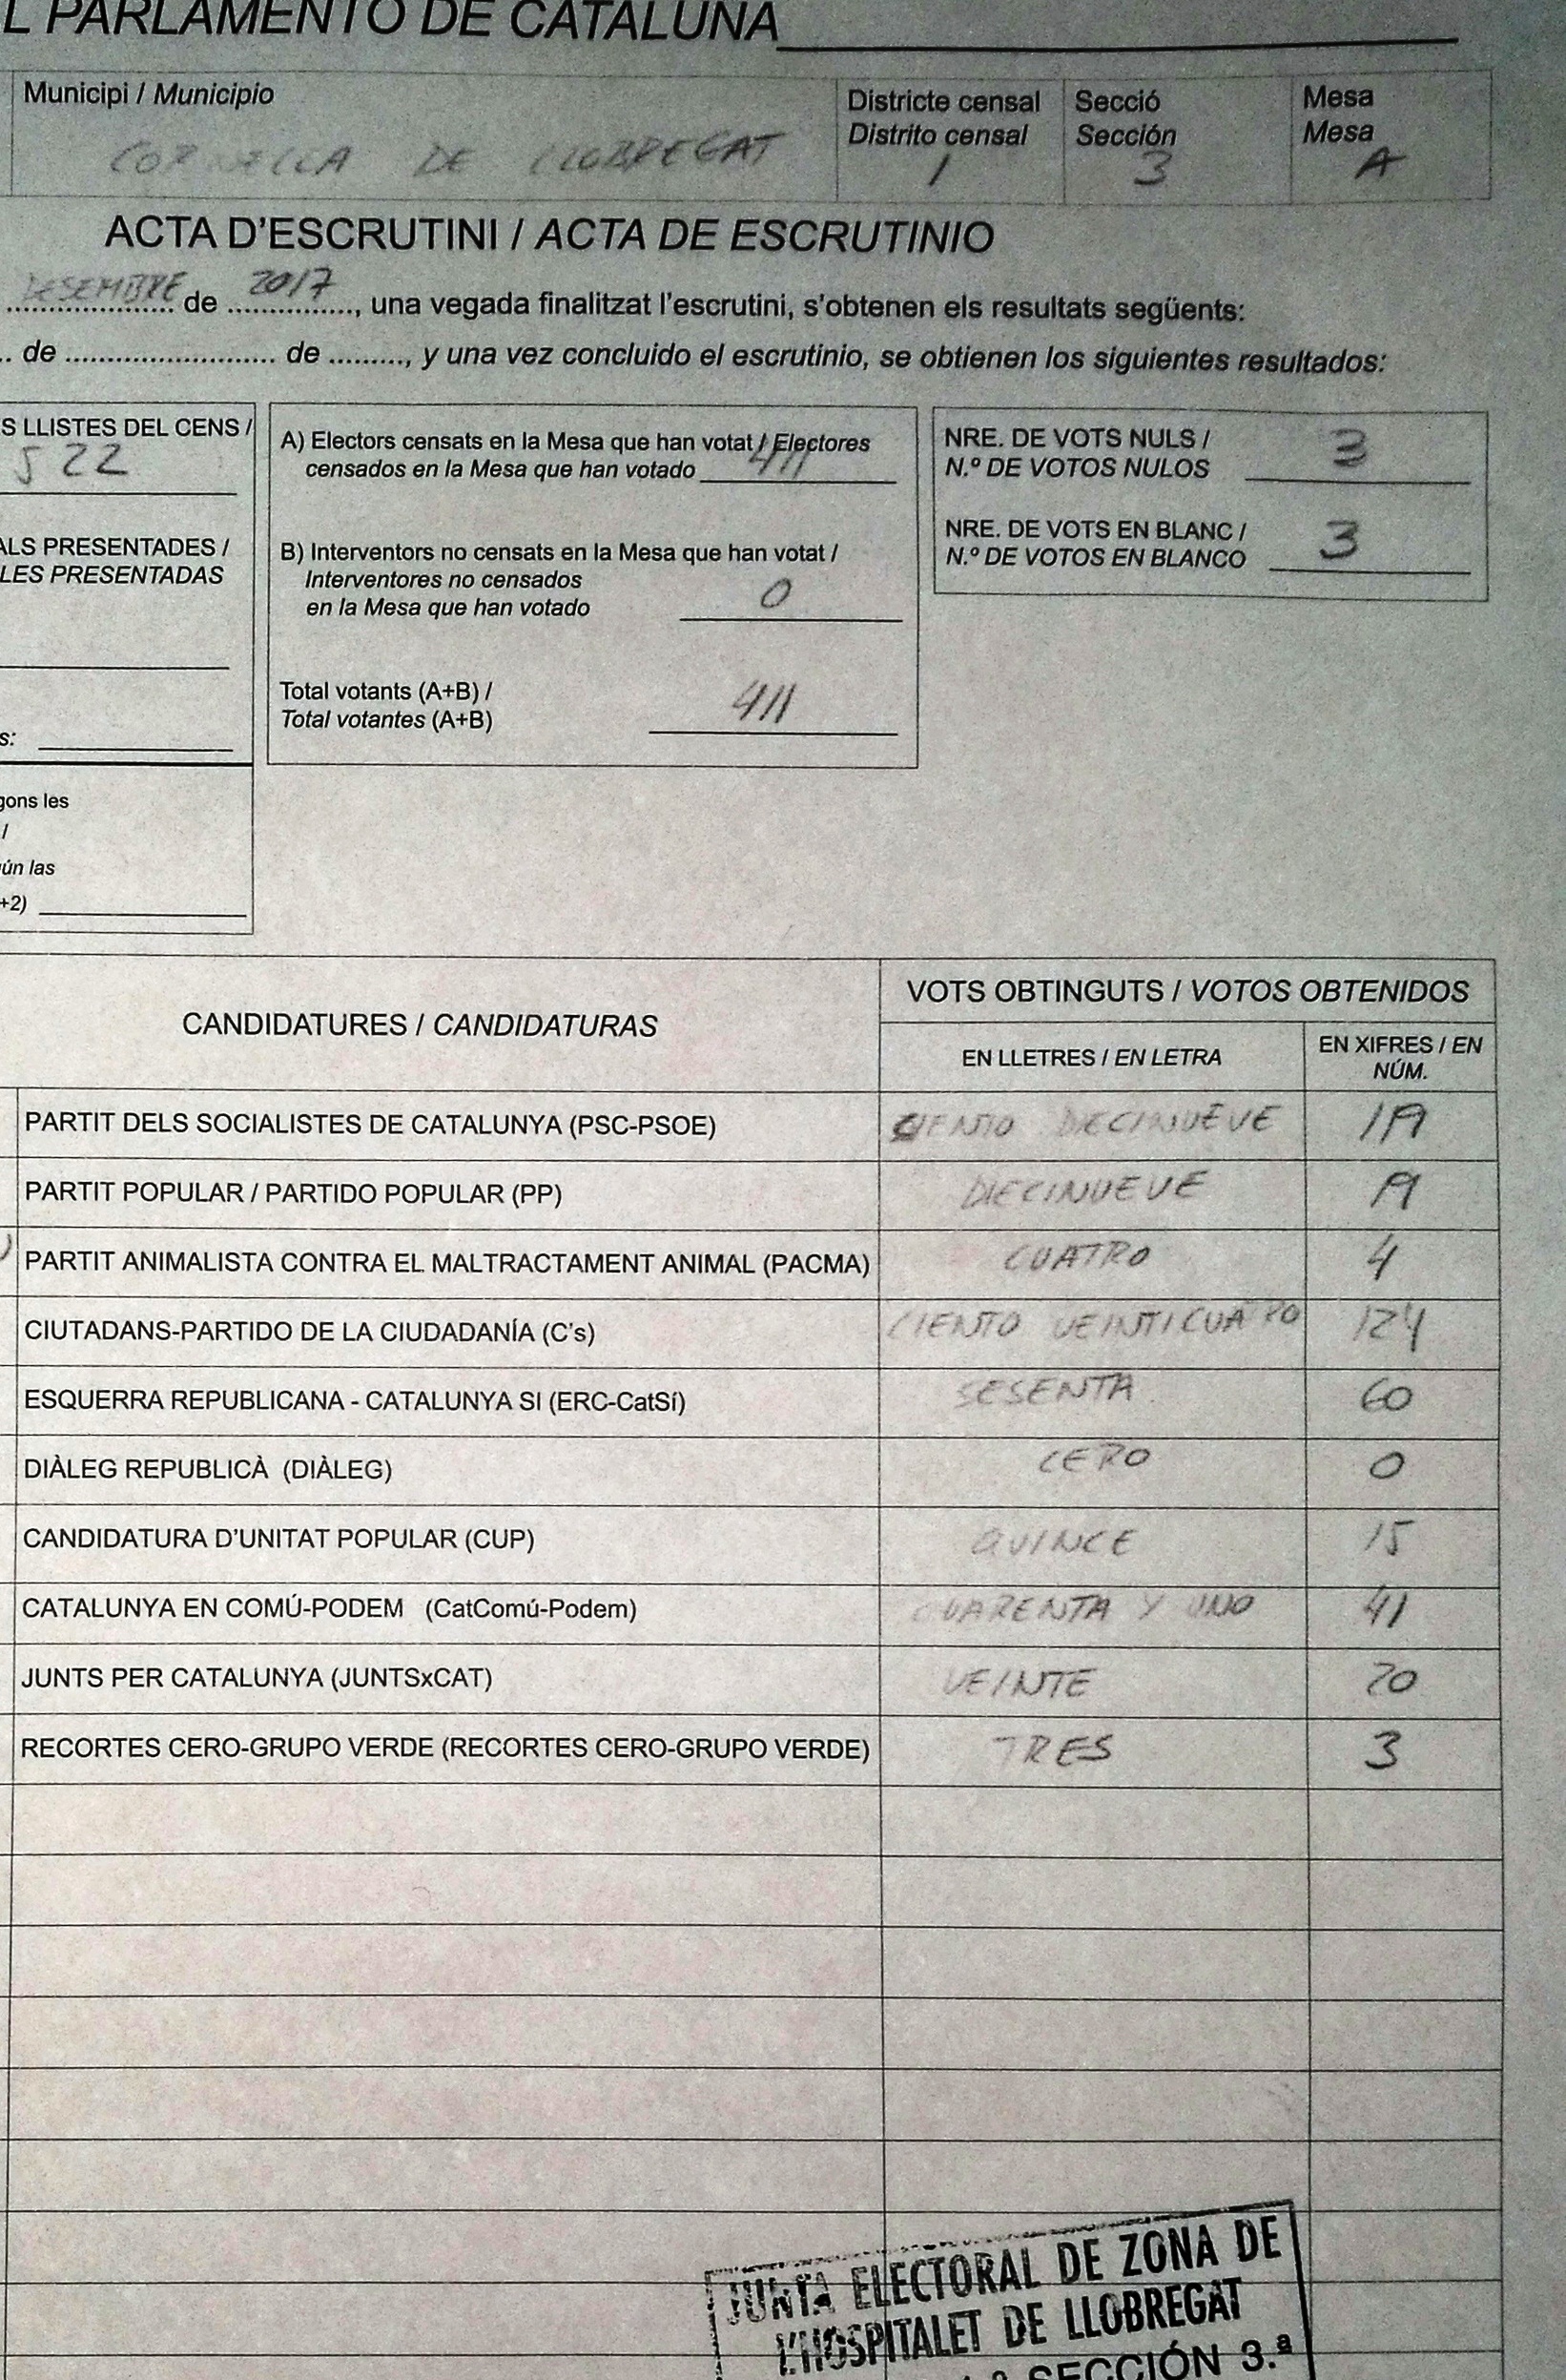 L PARLAMENTO DE CATALUÑA
Municipi / Municipio
Districte censal
Distrito censal
Secció
Sección
Mesa
Mesa
CORNELLA DE LLOBREGAT
1
3
A
ACTA D'ESCRUTINI / ACTA DE ESCRUTINIO
DESEMBRE de 2017, una vegada finalitzat l'escrutini, s'obtenen els resultats següents:
.. de ........................ de ........., y una vez concluido el escrutinio, se obtienen los siguientes resultados:
S LLISTES DEL CENS /
522
ALS PRESENTADES /
LES PRESENTADAS
s:
gons les
/
ún las
+2)
A) Electors censats en la Mesa que han votat / Electores
censados en la Mesa que han votado 411
B) Interventors no censats en la Mesa que han votat /
Interventores no censados
en la Mesa que han votado 0
Total votants (A+B) /
Total votantes (A+B) 411
NRE. DE VOTS NULS /
N.º DE VOTOS NULOS 3
NRE. DE VOTS EN BLANC /
N.º DE VOTOS EN BLANCO 3
CANDIDATURES / CANDIDATURAS
VOTS OBTINGUTS / VOTOS OBTENIDOS
EN LLETRES / EN LETRA
EN XIFRES / EN
NÚM.
PARTIT DELS SOCIALISTES DE CATALUNYA (PSC-PSOE) CIENTO DECINUEVE 119
PARTIT POPULAR / PARTIDO POPULAR (PP) DIECINUEVE 19
PARTIT ANIMALISTA CONTRA EL MALTRACTAMENT ANIMAL (PACMA) CUATRO 4
CIUTADANS-PARTIDO DE LA CIUDADANÍA (C's) CIENTO VEINTICUATRO 124
ESQUERRA REPUBLICANA - CATALUNYA SI (ERC-CatSí) SESENTA 60
DIÀLEG REPUBLICÀ (DIÀLEG) CERO 0
CANDIDATURA D'UNITAT POPULAR (CUP) QUINCE 15
CATALUNYA EN COMÚ-PODEM (CatComú-Podem) CUARENTA Y UNO 41
JUNTS PER CATALUNYA (JUNTSxCAT) VEINTE 20
RECORTES CERO-GRUPO VERDE (RECORTES CERO-GRUPO VERDE) TRES 3
JUNTA ELECTORAL DE ZONA DE
L'HOSPITALET DE LLOBREGAT
SECCIÓN 3.ª